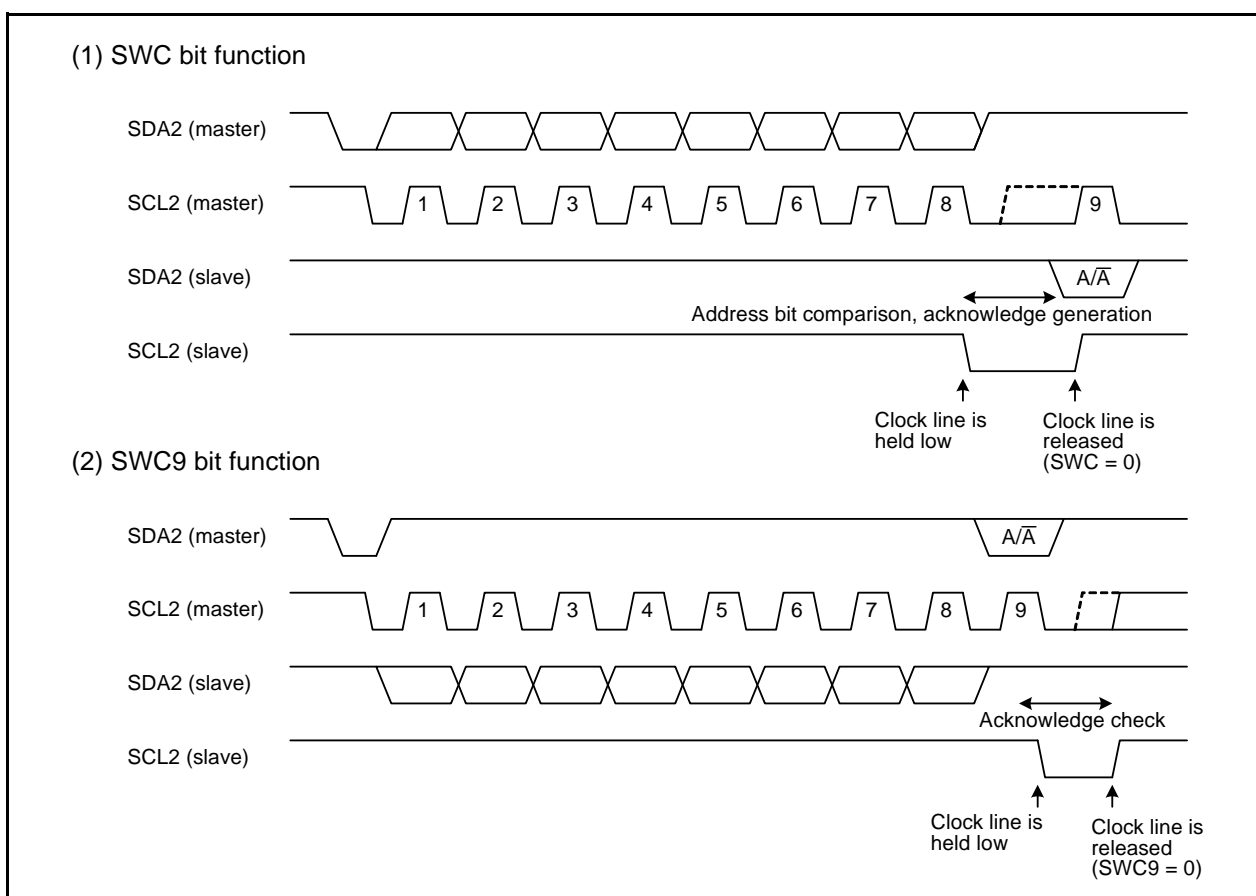 (1) SWC bit function
SDA2 (master)
SCL2 (master)
1 2 3 4 5 6 7 8 9
SDA2 (slave)
A/A̅
Address bit comparison, acknowledge generation
SCL2 (slave)
Clock line is
held low
Clock line is
released
(SWC = 0)
(2) SWC9 bit function
SDA2 (master)
A/A̅
SCL2 (master)
1 2 3 4 5 6 7 8 9
SDA2 (slave)
Acknowledge check
SCL2 (slave)
Clock line is
held low
Clock line is
released
(SWC9 = 0)